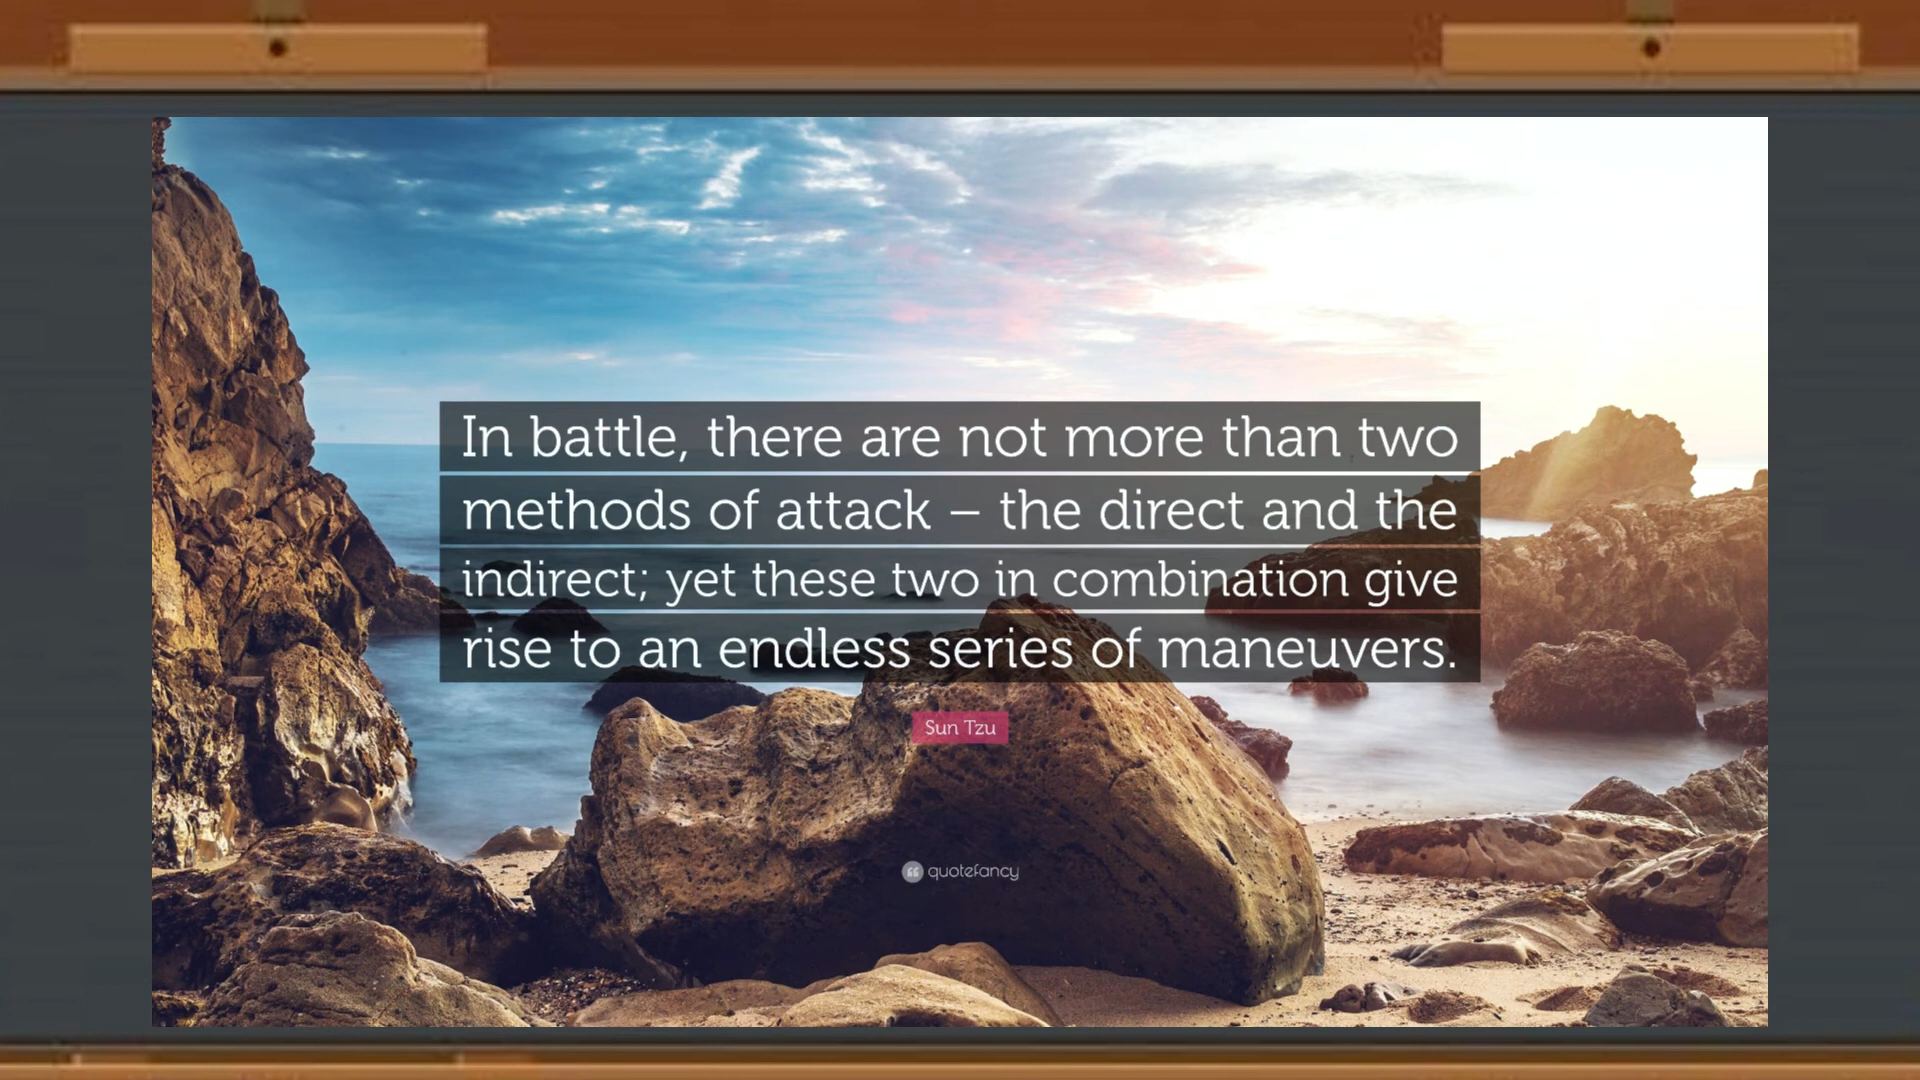 In battle, there are not more than two
methods of attack – the direct and the
indirect; yet these two in combination give
rise to an endless series of maneuvers.
Sun Tzu
quotefancy